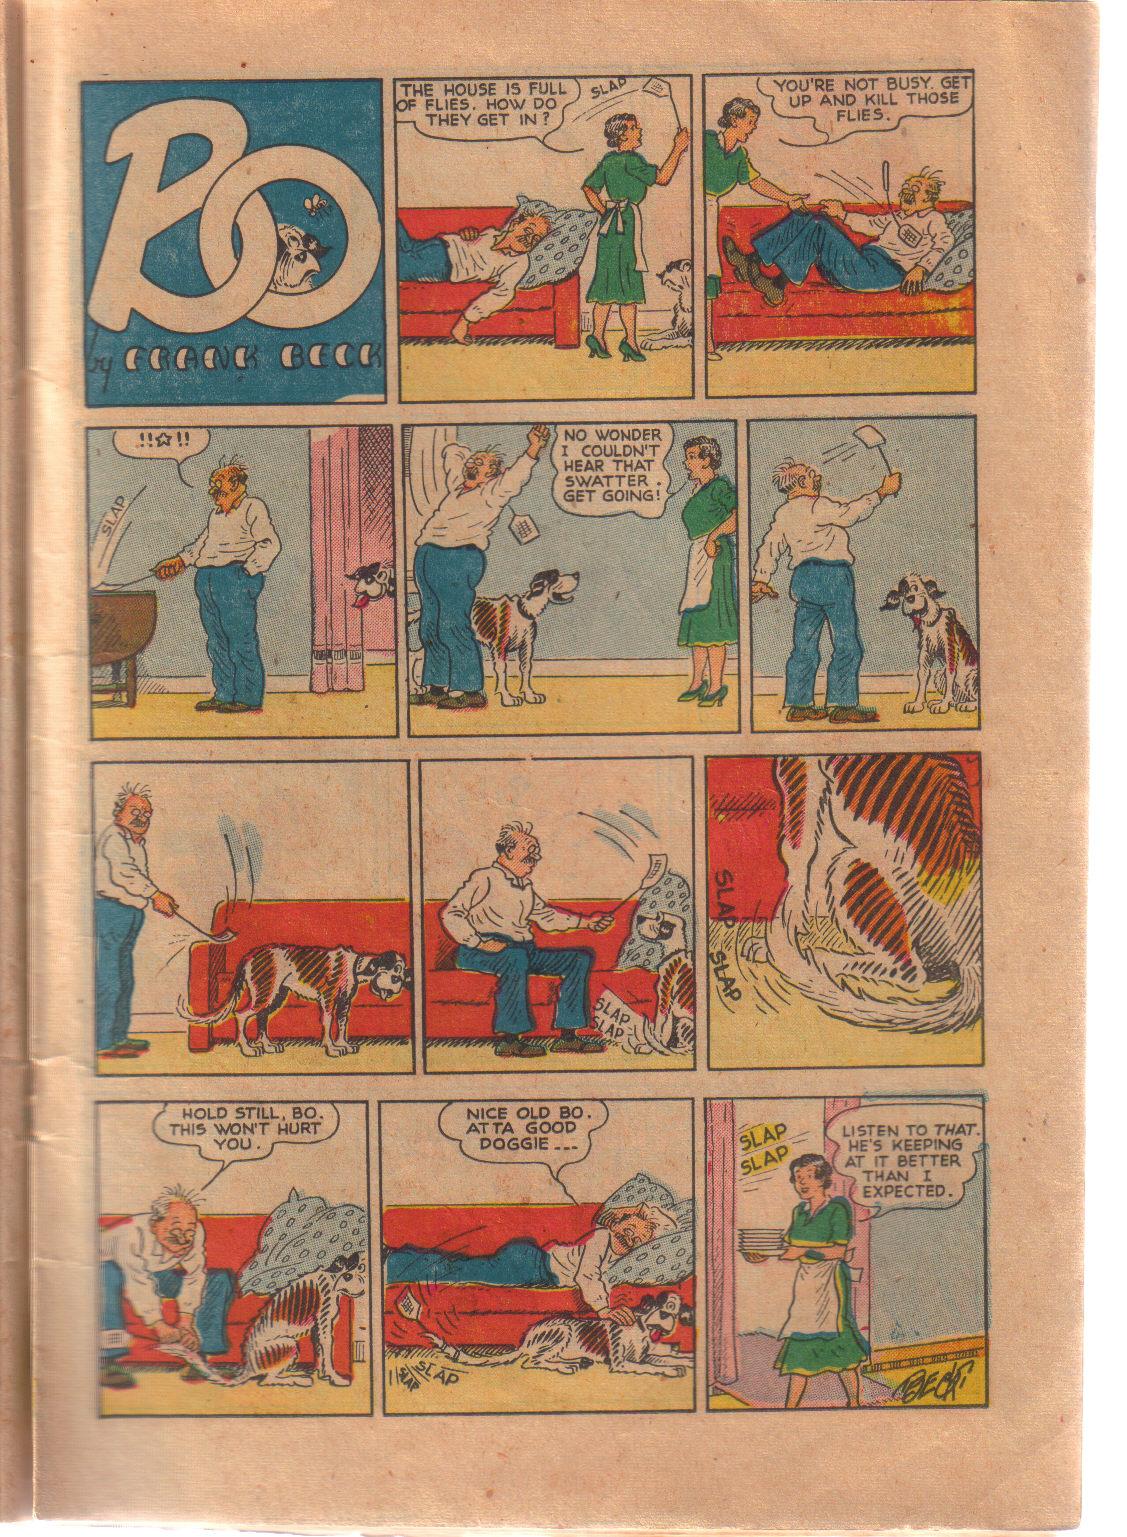 BO
by FRANK BECK
THE HOUSE IS FULL
OF FLIES. HOW DO
THEY GET IN?
SLAP
YOU'RE NOT BUSY. GET
UP AND KILL THOSE
FLIES.
!!☆!!
SLAP
NO WONDER
I COULDN'T
HEAR THAT
SWATTER.
GET GOING!
SLAP
SLAP
SLAP
SLAP
HOLD STILL, BO.
THIS WON'T HURT
YOU.
NICE OLD BO.
ATTA GOOD
DOGGIE ---
SLAP
SLAP
SLAP
SLAP
LISTEN TO THAT.
HE'S KEEPING
AT IT BETTER
THAN I
EXPECTED.
BECK